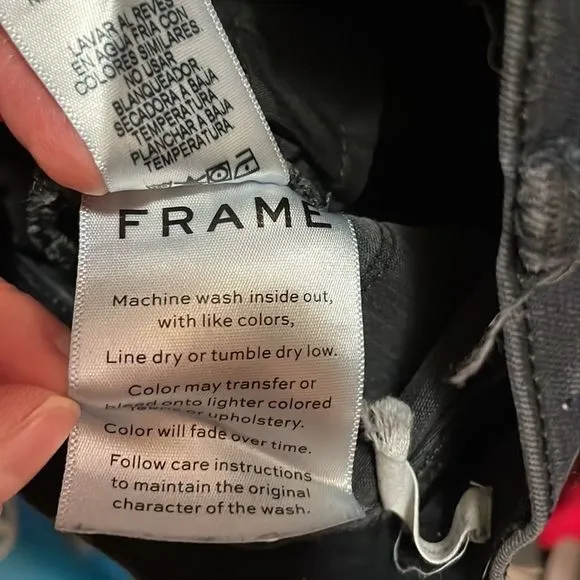 LAVAR AL REVES
EN AGUA FRIA CON
COLORES SIMILARES
NO USAR
BLANQUEADOR
SECADORA A BAJA
TEMPERATURA
PLANCHAR A BAJA
TEMPERATURA
FRAME
Machine wash inside out,
with like colors,
Line dry or tumble dry low.
Color may transfer or
bleed onto lighter colored
or upholstery.
Color will fade over time.
Follow care instructions
to maintain the original
character of the wash.